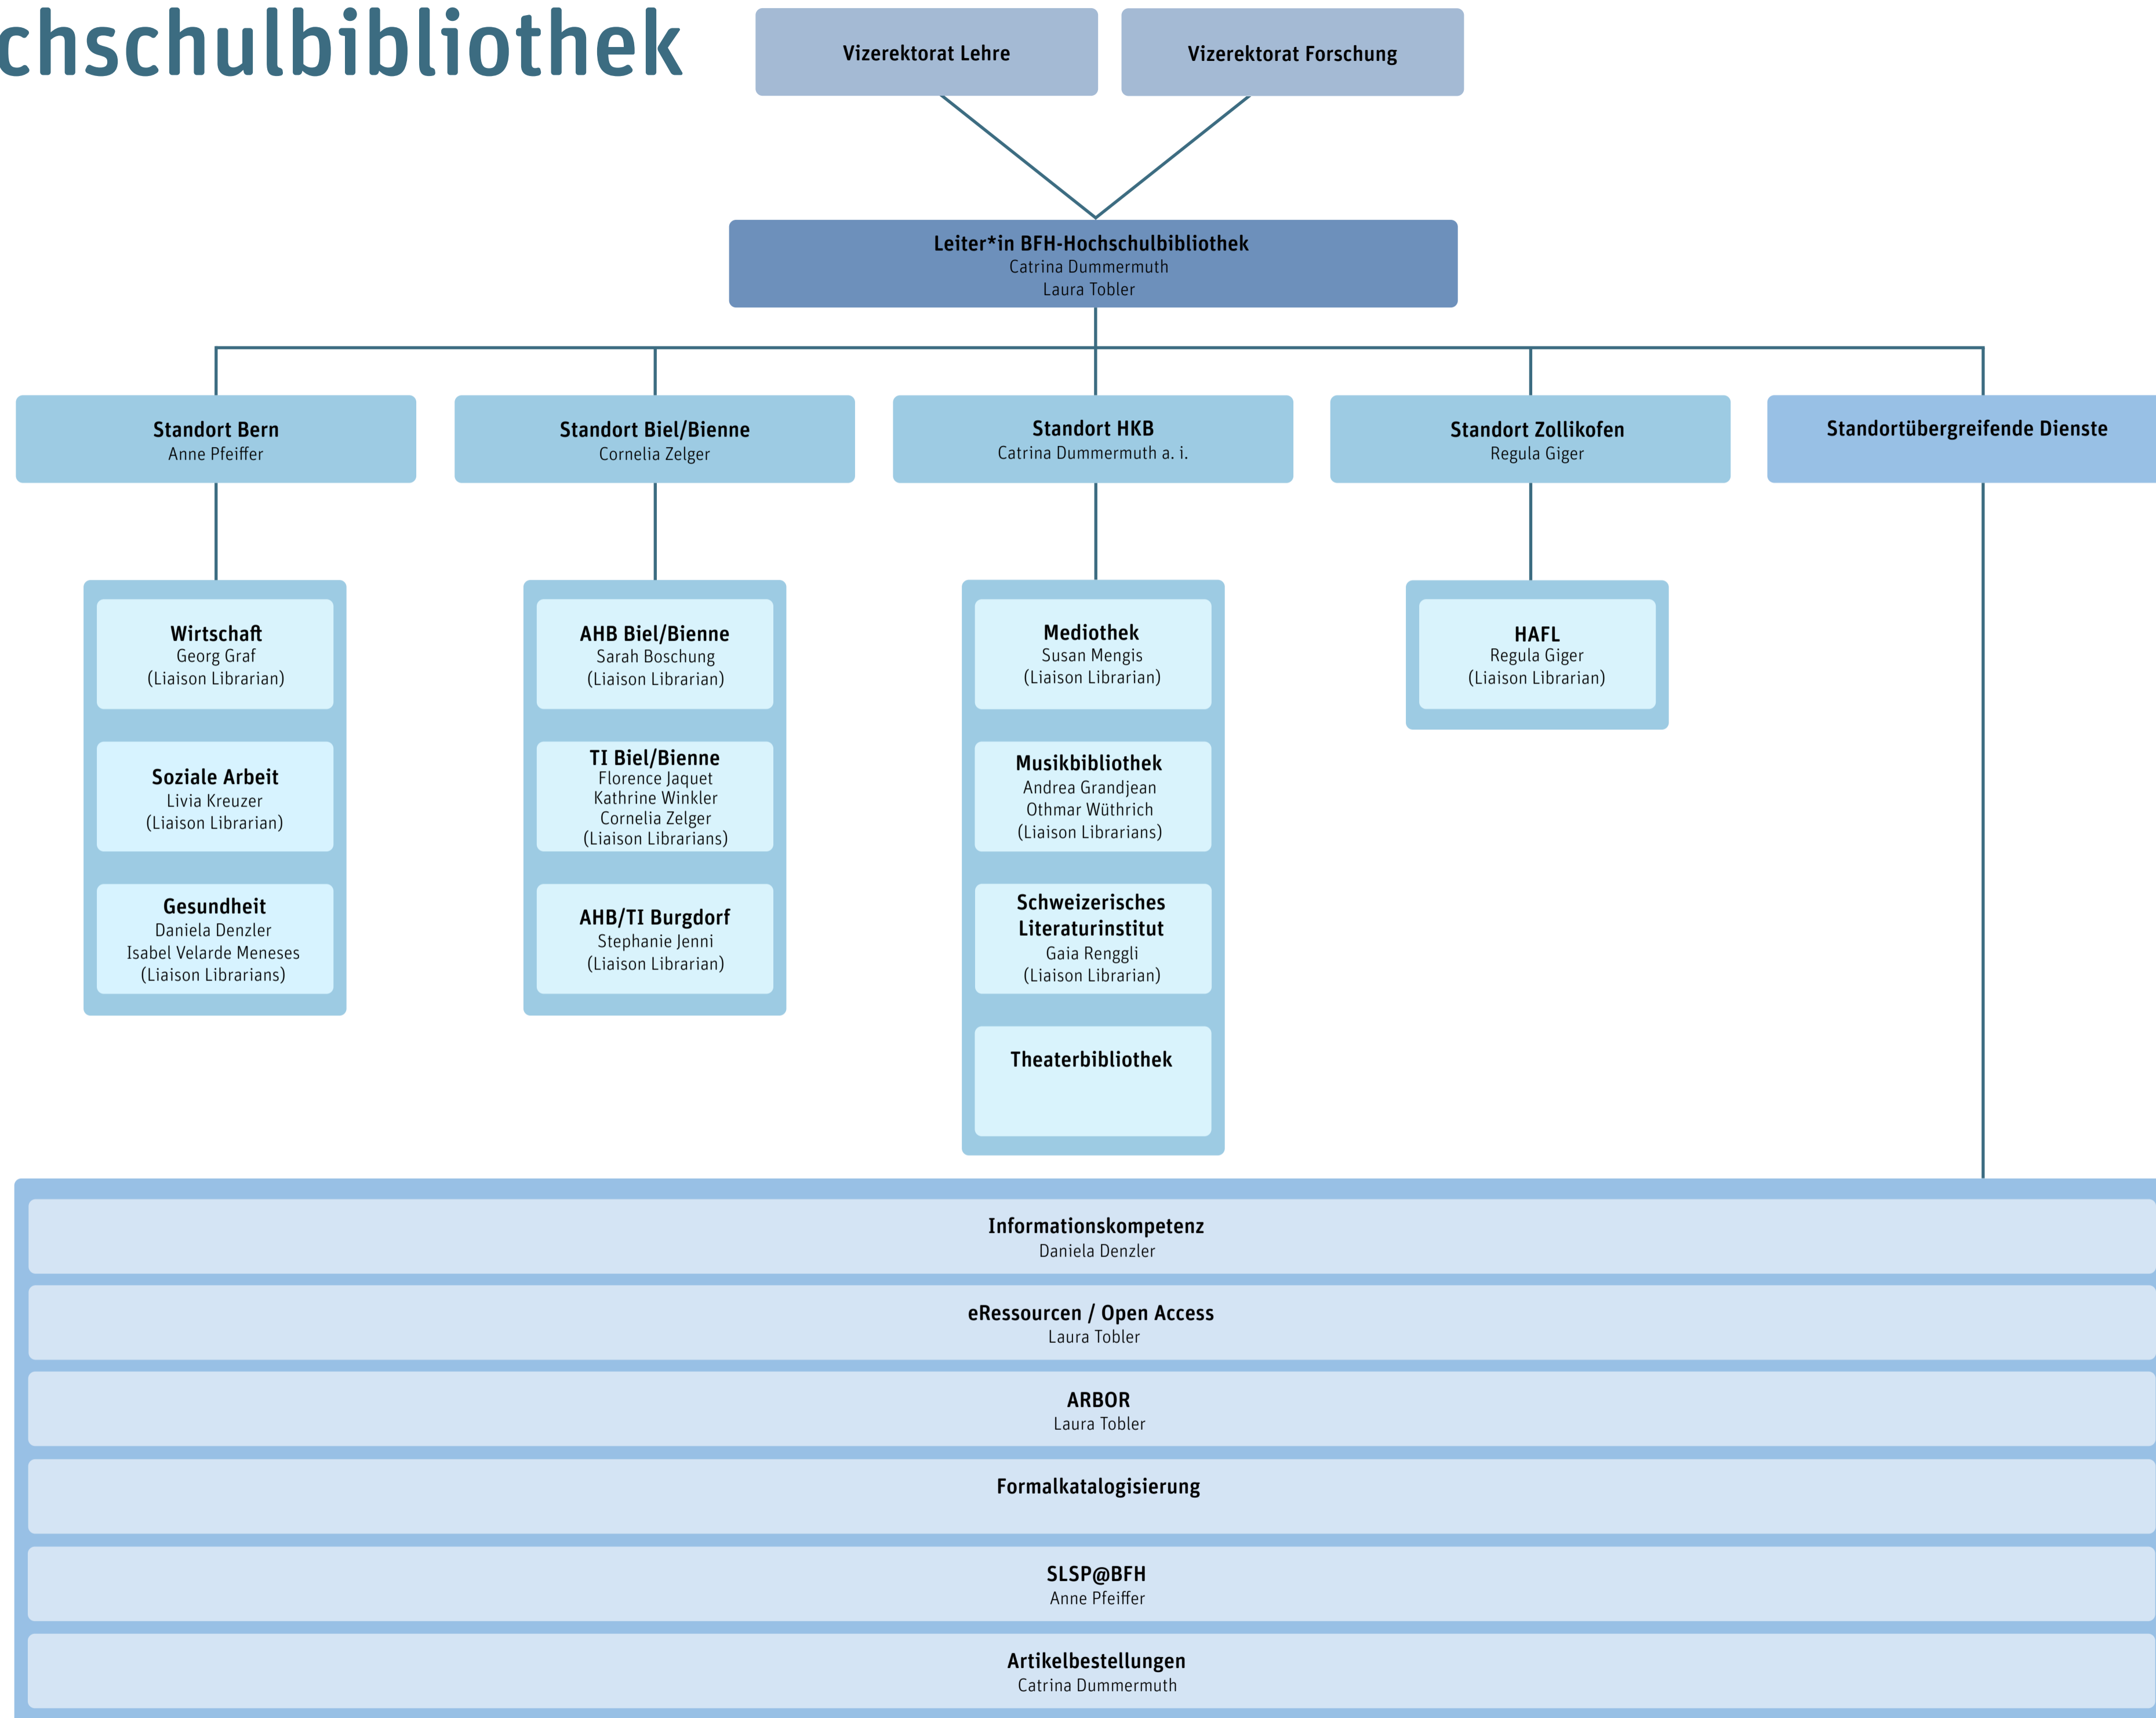 chschulbibliothek
Vizerektorat Lehre
Vizerektorat Forschung
Leiter*in BFH-Hochschulbibliothek
Catrina Dummermuth
Laura Tobler
Standort Bern
Anne Pfeiffer
Standort Biel/Bienne
Cornelia Zelger
Standort HKB
Catrina Dummermuth a. i.
Standort Zollikofen
Regula Giger
Standortübergreifende Dienste
Wirtschaft
Georg Graf
(Liaison Librarian)
Soziale Arbeit
Livia Kreuzer
(Liaison Librarian)
Gesundheit
Daniela Denzler
Isabel Velarde Meneses
(Liaison Librarians)
AHB Biel/Bienne
Sarah Boschung
(Liaison Librarian)
TI Biel/Bienne
Florence Jaquet
Kathrine Winkler
Cornelia Zelger
(Liaison Librarians)
AHB/TI Burgdorf
Stephanie Jenni
(Liaison Librarian)
Mediothek
Susan Mengis
(Liaison Librarian)
Musikbibliothek
Andrea Grandjean
Othmar Wüthrich
(Liaison Librarians)
Schweizerisches
Literaturinstitut
Gaia Renggli
(Liaison Librarian)
Theaterbibliothek
HAFL
Regula Giger
(Liaison Librarian)
Informationskompetenz
Daniela Denzler
eRessourcen / Open Access
Laura Tobler
ARBOR
Laura Tobler
Formalkatalogisierung
SLSP@BFH
Anne Pfeiffer
Artikelbestellungen
Catrina Dummermuth